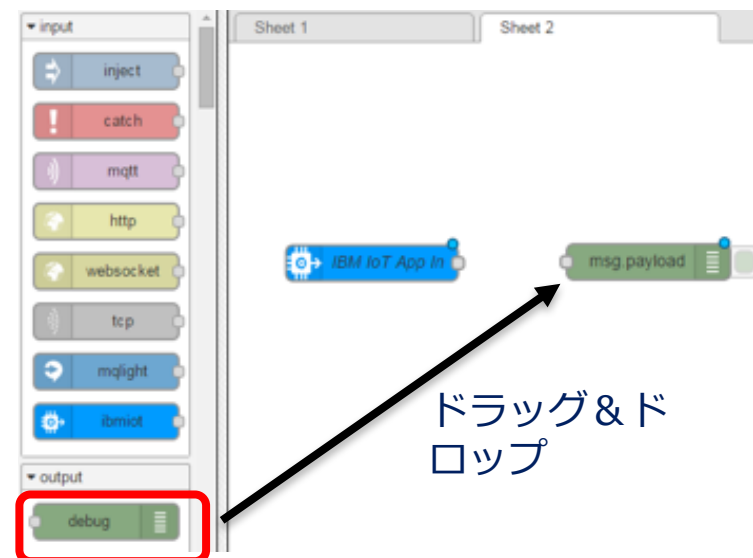 input
inject
catch
mqtt
http
websocket
tcp
mqlight
ibmiot
output
debug
Sheet 1
Sheet 2
IBM IoT App In
msg.payload
ドラッグ＆ド
ロップ